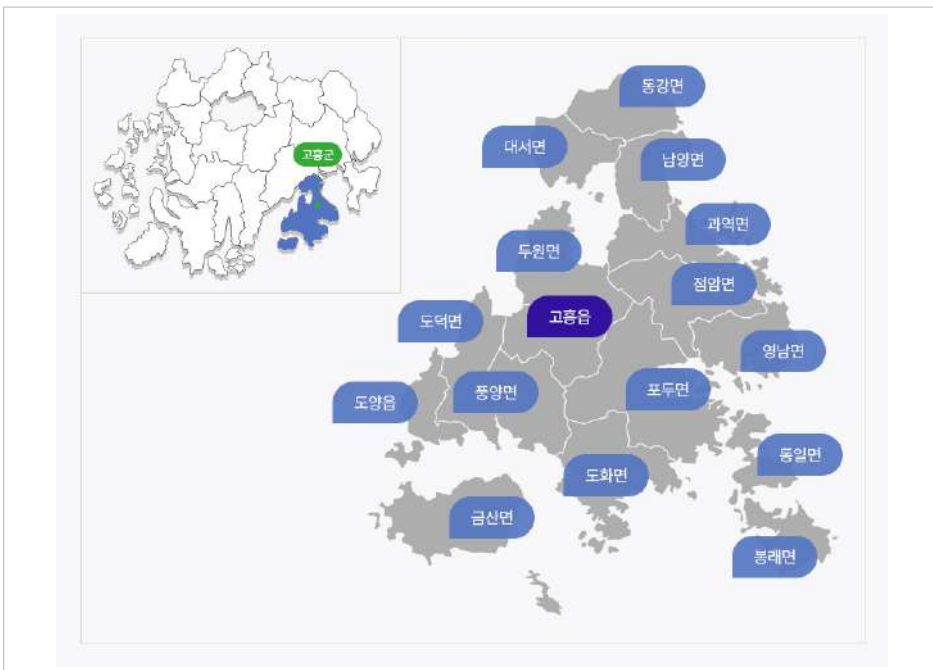 동강면
대서면
남양면
고흥군
과역면
두원면
점암면
고흥읍
도덕면
영남면
풍양면
포두면
도양읍
동일면
도화면
금산면
봉래면